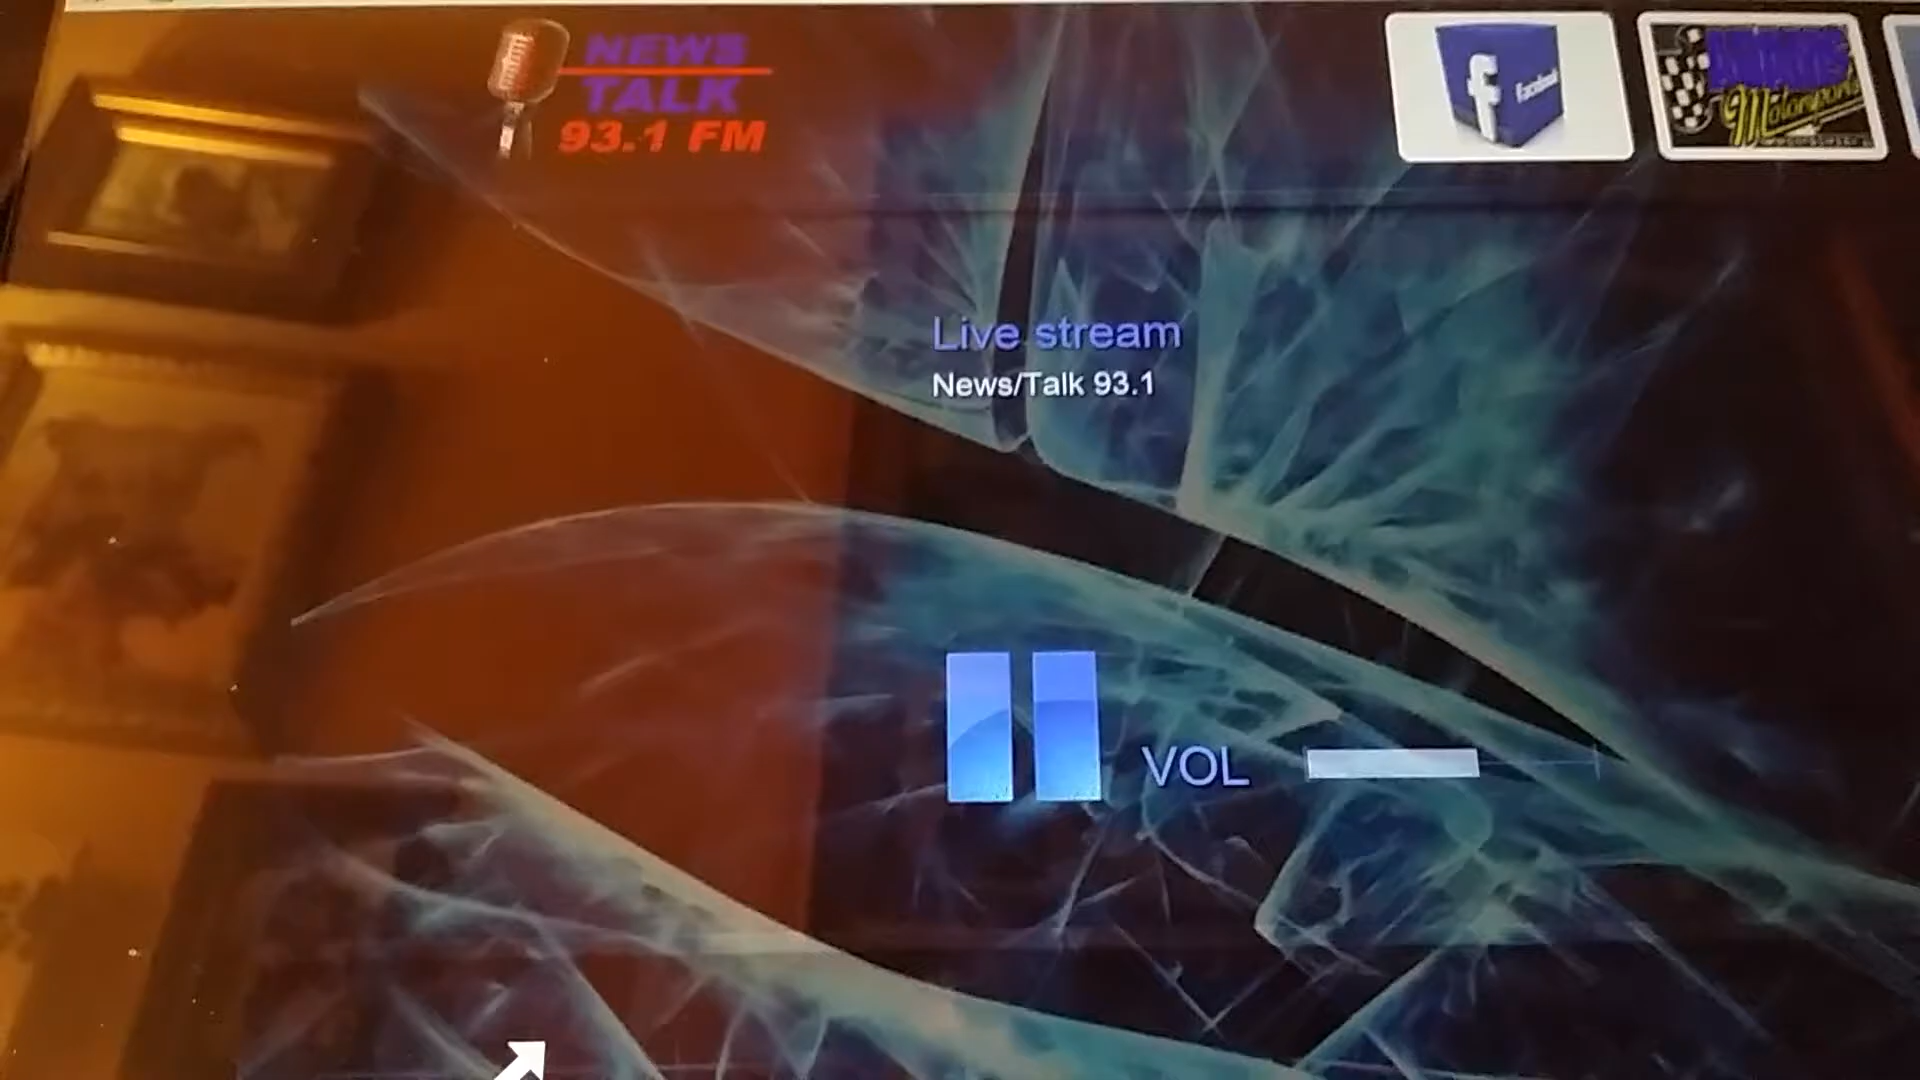 NEWS
TALK
93.1 FM
Facebook
Motorsports
Live stream
News/Talk 93.1
VOL